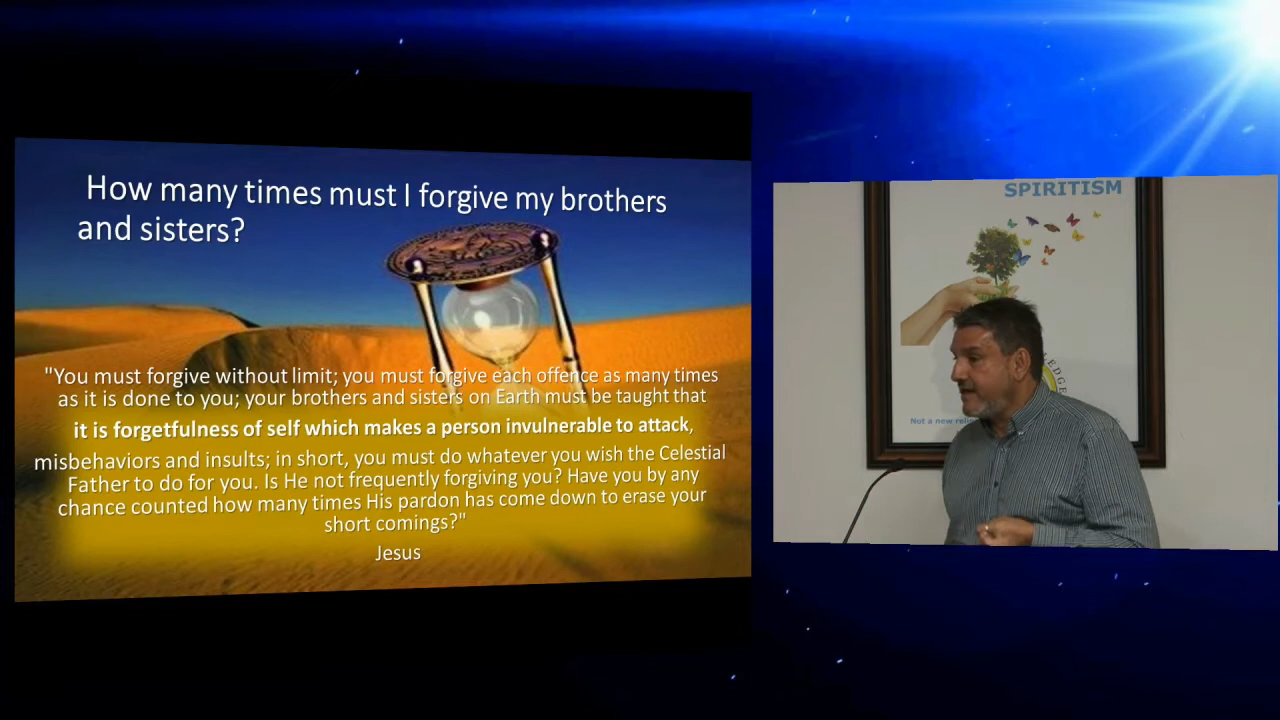 How many times must I forgive my brothers
and sisters?
"You must forgive without limit; you must forgive each offence as many times
as it is done to you; your brothers and sisters on Earth must be taught that
it is forgetfulness of self which makes a person invulnerable to attack,
misbehaviors and insults; in short, you must do whatever you wish the Celestial
Father to do for you. Is He not frequently forgiving you? Have you by any
chance counted how many times His pardon has come down to erase your
short comings?"
Jesus
SPIRITISM
Not a new